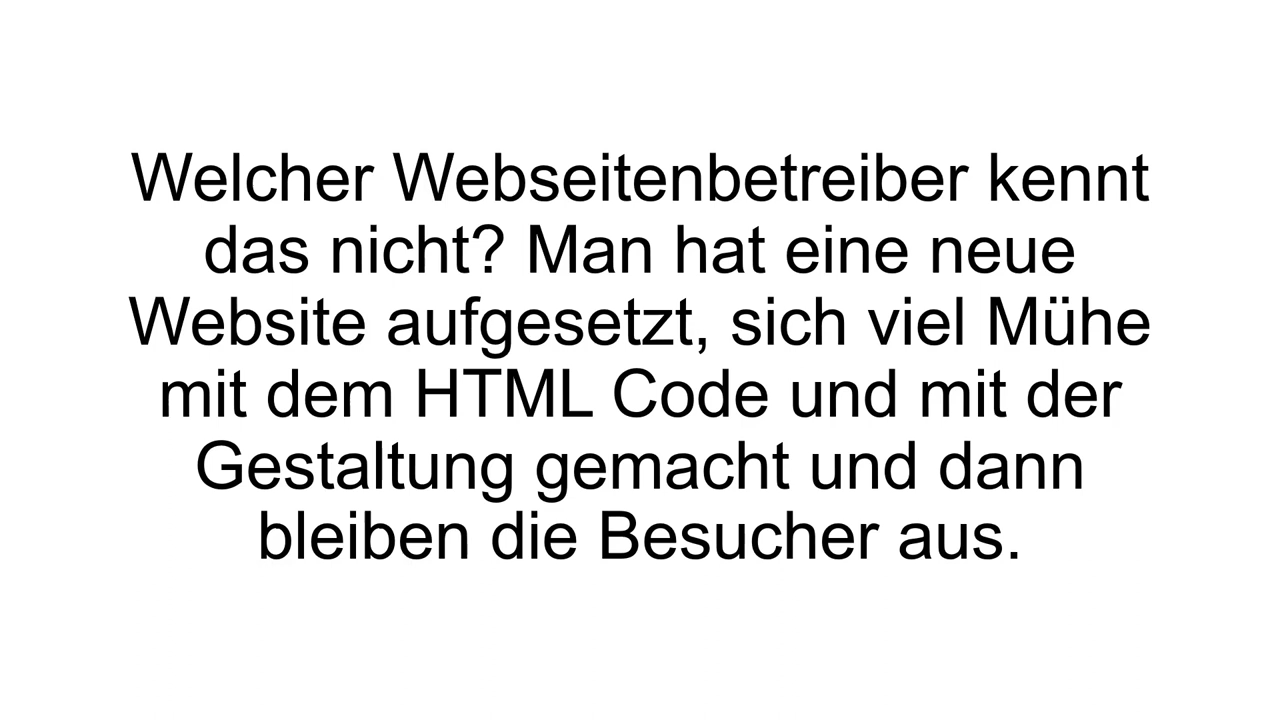 Welcher Webseitenbetreiber kennt
das nicht? Man hat eine neue
Website aufgesetzt, sich viel Mühe
mit dem HTML Code und mit der
Gestaltung gemacht und dann
bleiben die Besucher aus.